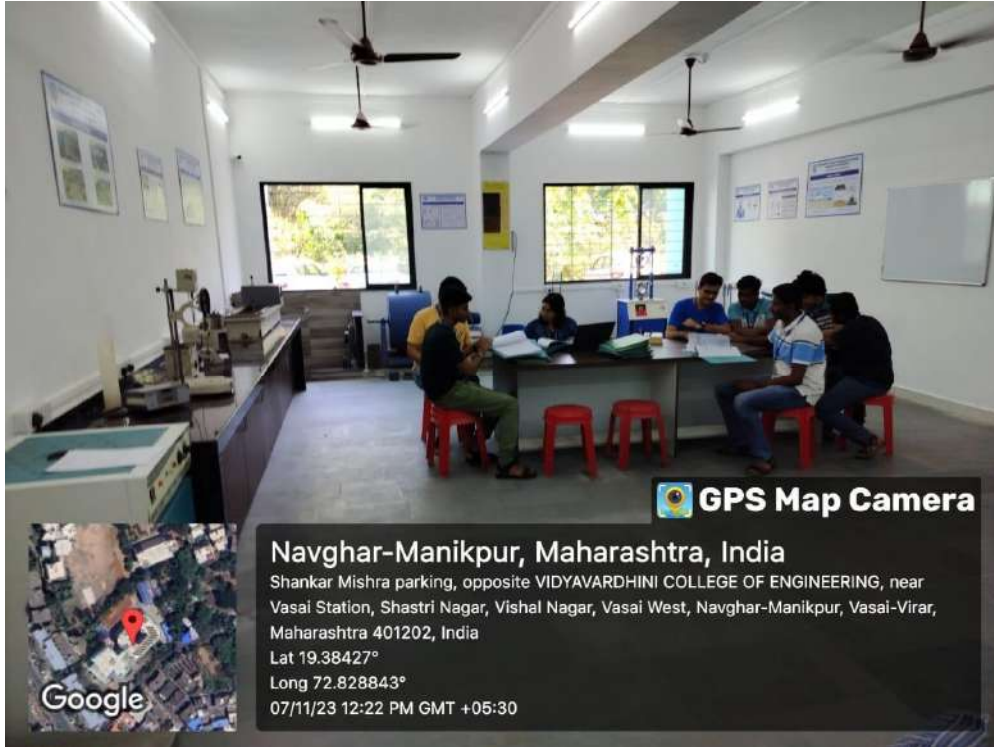 GPS Map Camera
Navghar-Manikpur, Maharashtra, India
Shankar Mishra parking, opposite VIDYAVARDHINI COLLEGE OF ENGINEERING, near
Vasai Station, Shastri Nagar, Vishal Nagar, Vasai West, Navghar-Manikpur, Vasai-Virar,
Maharashtra 401202, India
Lat 19.38427°
Long 72.828843°
07/11/23 12:22 PM GMT +05:30
Google